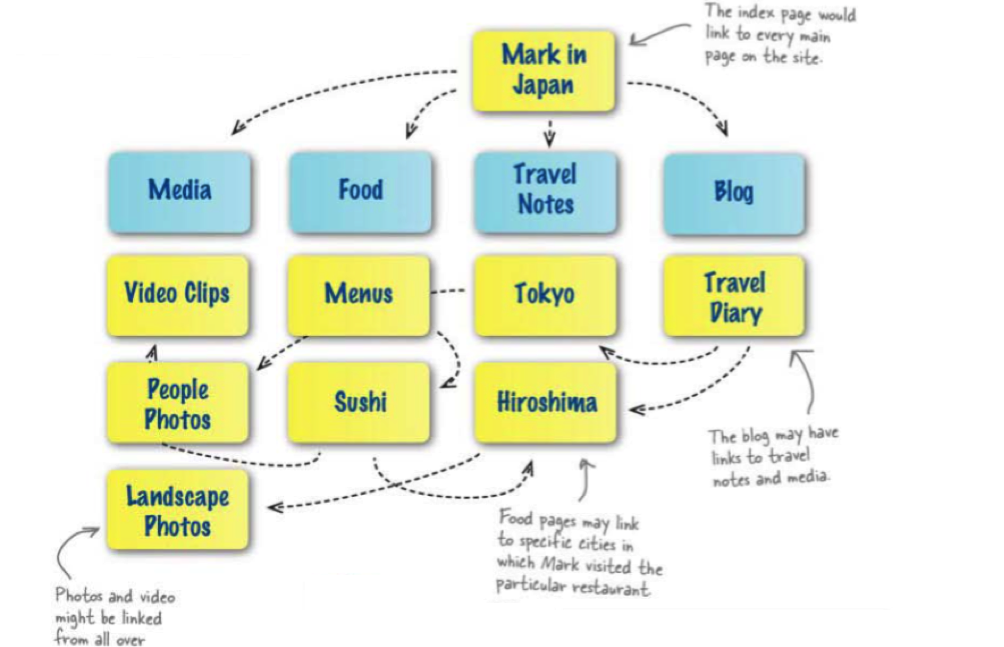 The index page would
link to every main
page on the site.
Mark in
Japan
Media
Food
Travel
Notes
Blog
Video Clips
Menus
Tokyo
Travel
Diary
People
Photos
Sushi
Hiroshima
The blog may have
links to travel
notes and media.
Landscape
Photos
Food pages may link
to specific cities in
which Mark visited the
particular restaurant.
Photos and video
might be linked
from all over